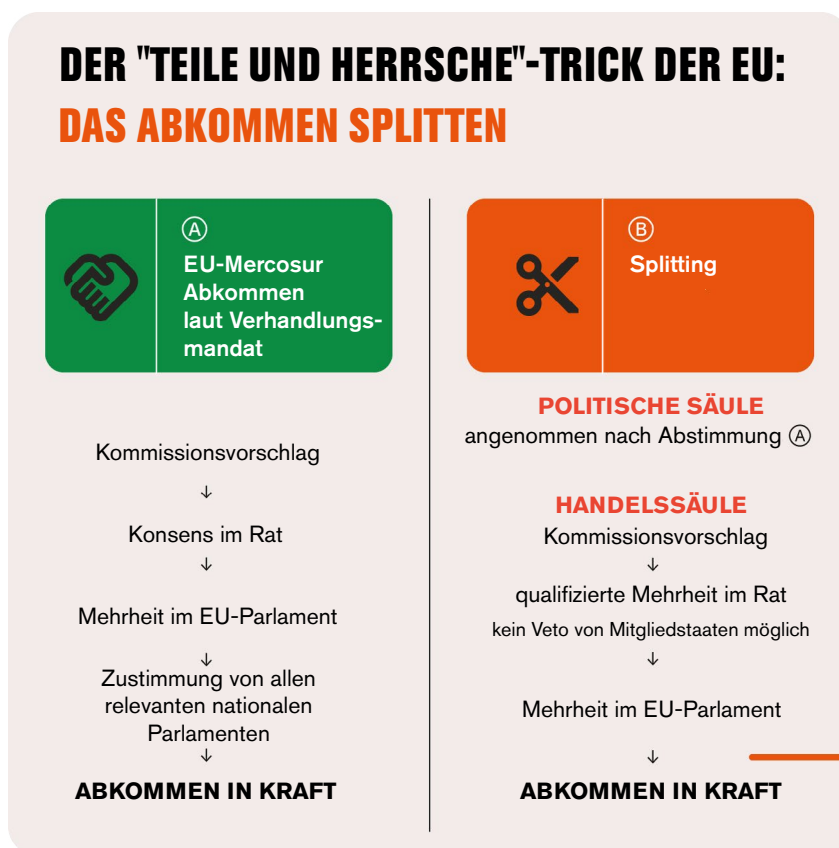 DER "TEILE UND HERRSCHE"-TRICK DER EU:
DAS ABKOMMEN SPLITTEN
Ⓐ
EU-Mercosur
Abkommen
laut Verhandlungs-
mandat
Kommissionsvorschlag
↓
Konsens im Rat
↓
Mehrheit im EU-Parlament
↓
Zustimmung von allen
relevanten nationalen
Parlamenten
↓
ABKOMMEN IN KRAFT
Ⓑ
Splitting
POLITISCHE SÄULE
angenommen nach Abstimmung Ⓐ
HANDELSSÄULE
Kommissionsvorschlag
↓
qualifizierte Mehrheit im Rat
kein Veto von Mitgliedstaaten möglich
↓
Mehrheit im EU-Parlament
↓
ABKOMMEN IN KRAFT